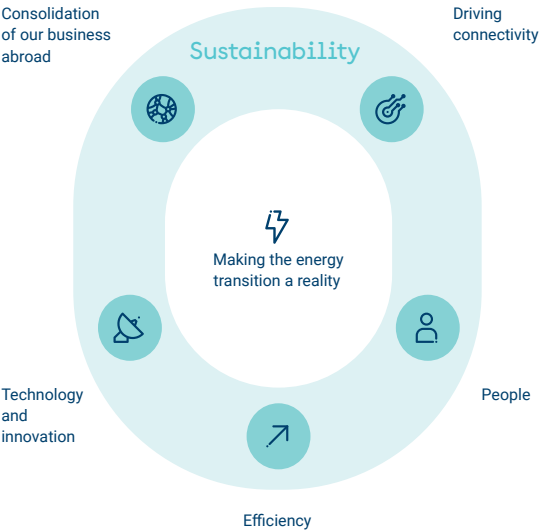 Consolidation
of our business
abroad
Driving
connectivity
Sustainability
Making the energy
transition a reality
Technology
and
innovation
People
Efficiency